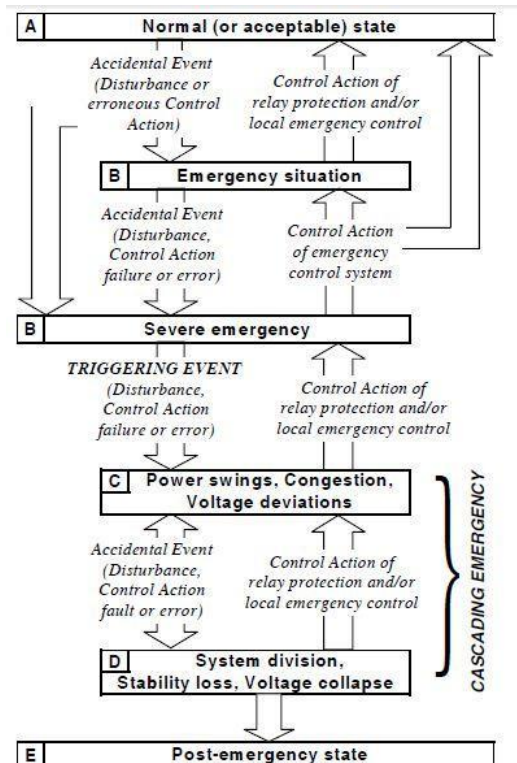 A Normal (or acceptable) state
Accidental Event
(Disturbance or
erroneous Control
Action)
Control Action of
relay protection and/or
local emergency control
B Emergency situation
Accidental Event
(Disturbance,
Control Action
failure or error)
Control Action
of emergency
control system
B Severe emergency
TRIGGERING EVENT
(Disturbance,
Control Action
failure or error)
Control Action of
relay protection and/or
local emergency control
C Power swings, Congestion,
Voltage deviations
Accidental Event
(Disturbance,
Control Action
fault or error)
Control Action of
relay protection and/or
local emergency control
CASCADING EMERGENCY
D System division,
Stability loss, Voltage collapse
E Post-emergency state